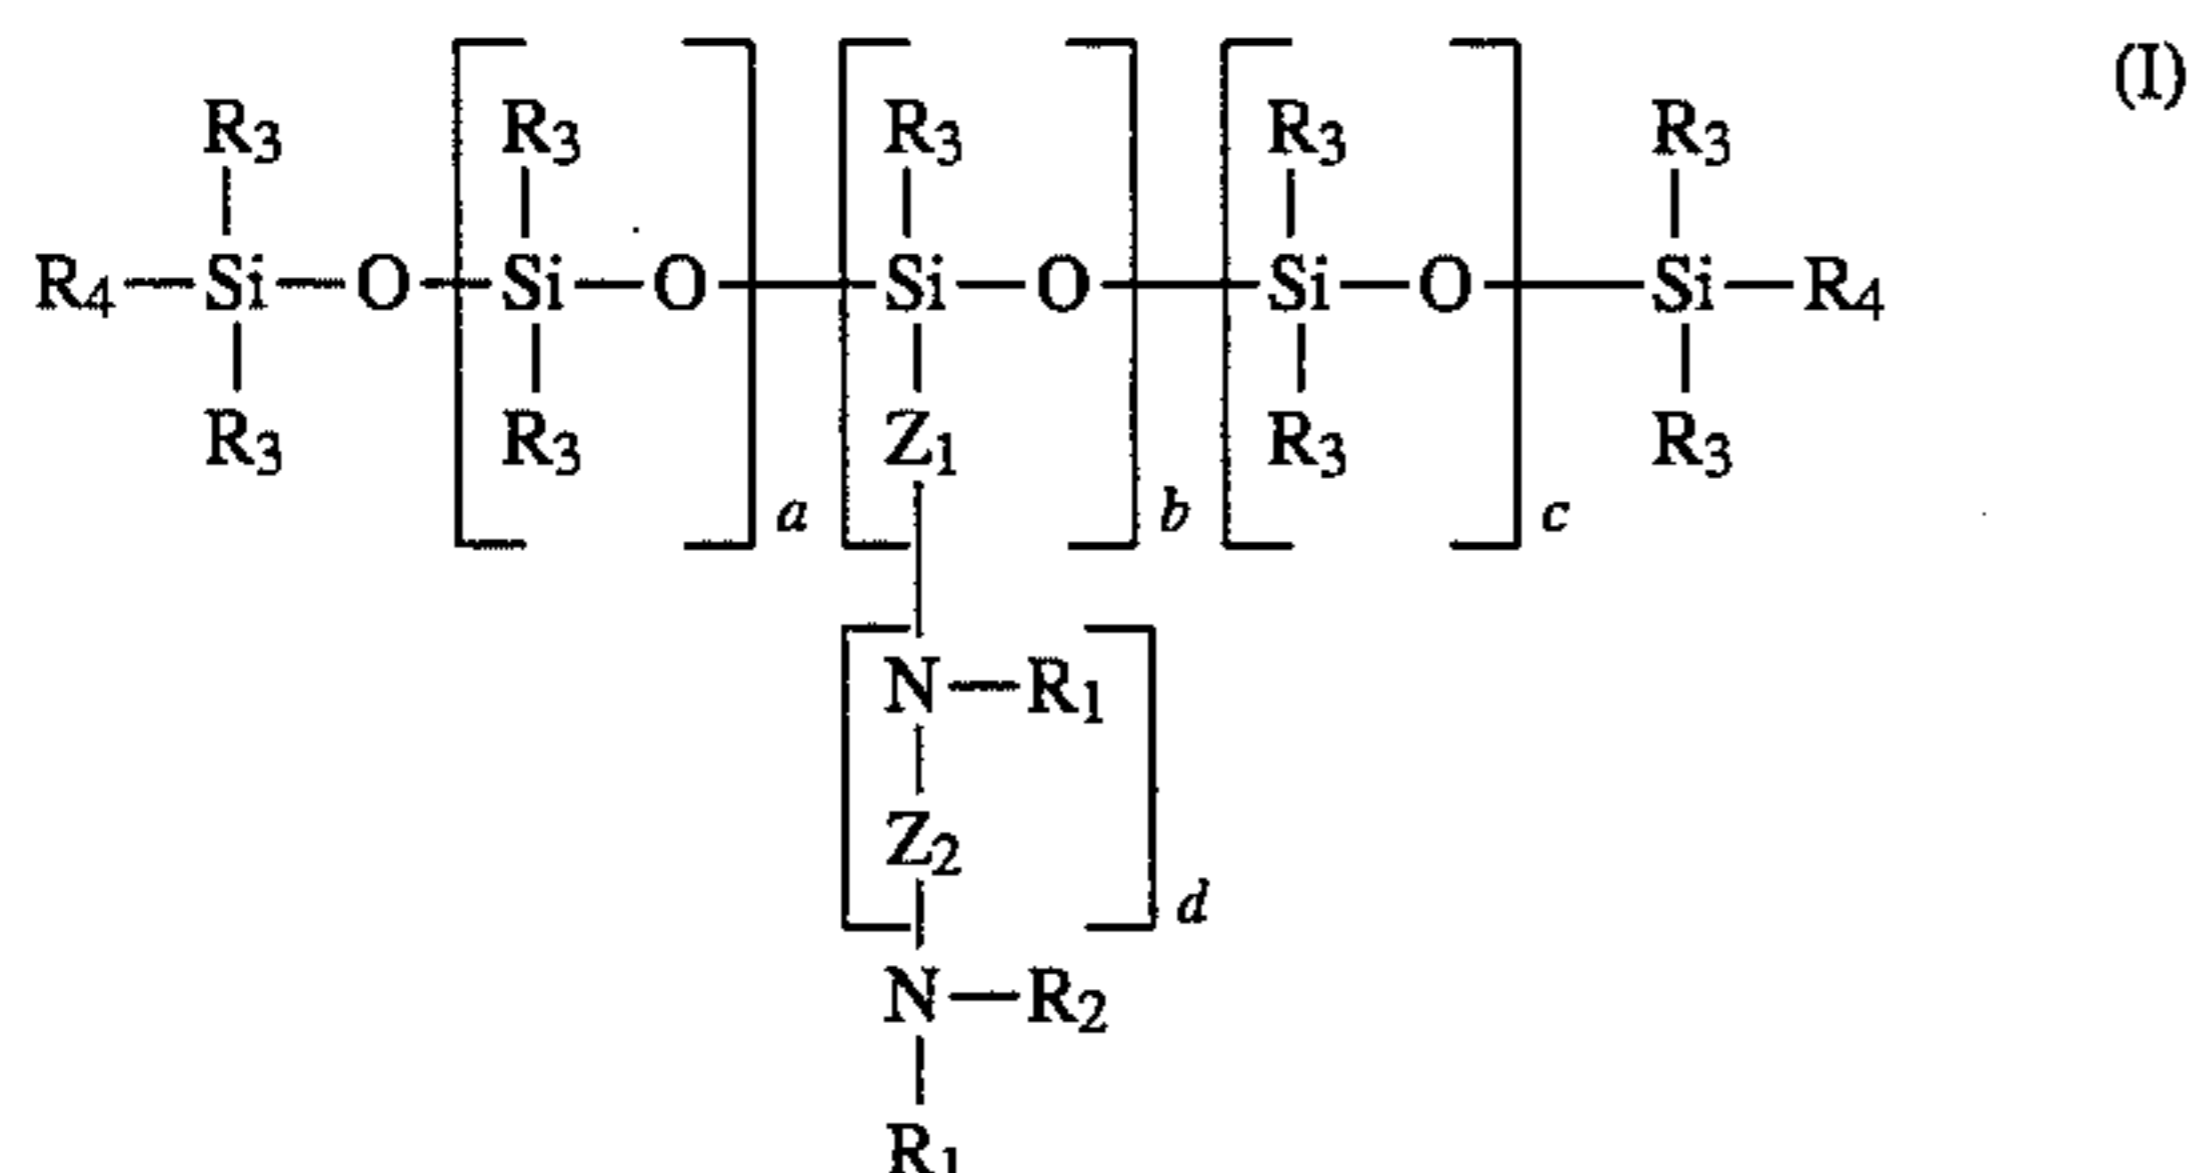 (I)
R3 R3 R3 R3 R3
R4—Si—O—Si—O—Si—O—Si—O—Si—R4
R3 R3 Z1 R3 R3
a b c
N—R1
Z2
d
N—R2
R1